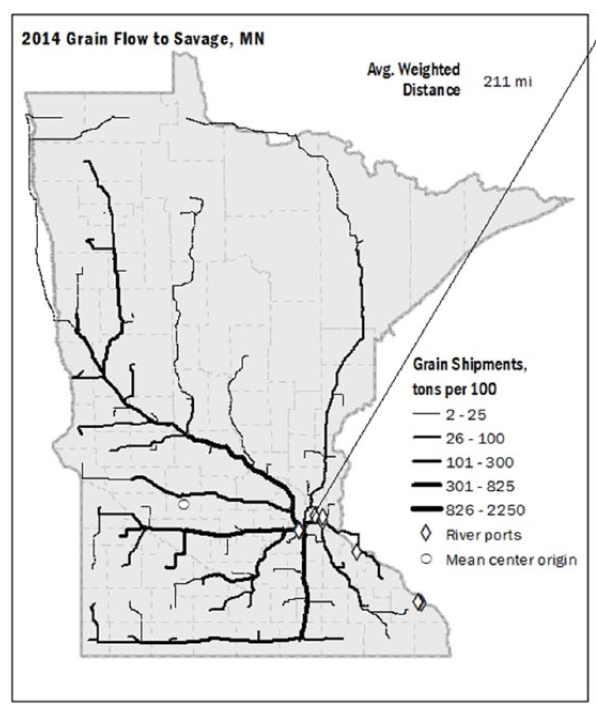 2014 Grain Flow to Savage, MN
Avg. Weighted
Distance
211 mi
Grain Shipments,
tons per 100
2 - 25
26 - 100
101 - 300
301 - 825
826 - 2250
River ports
Mean center origin